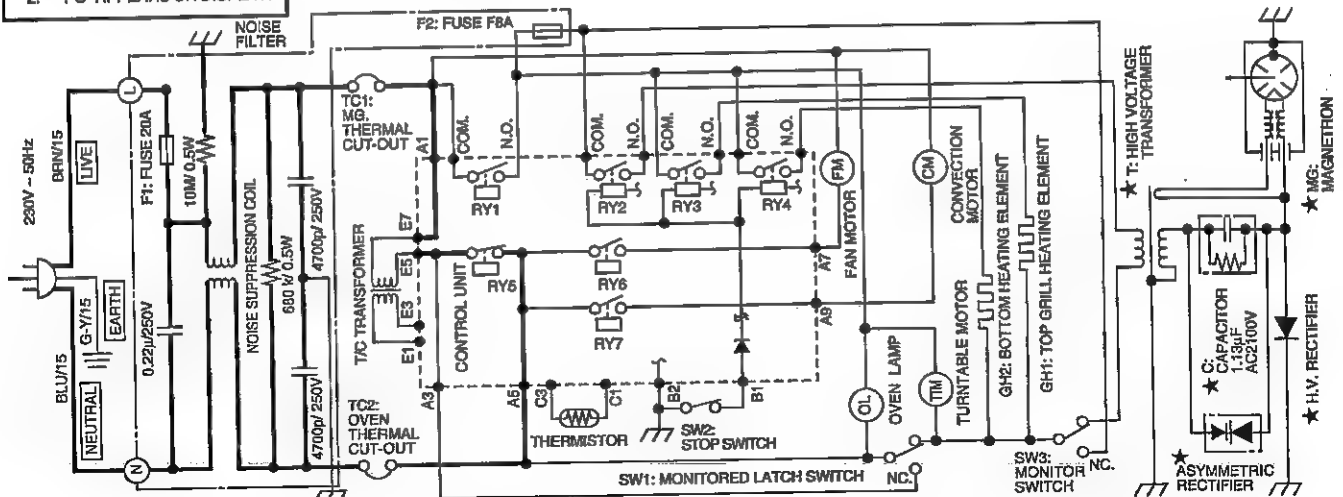 NOISE
FILTER
F2: FUSE F8A
230V ~ 50Hz
BRN/15
LIVE
L
F1: FUSE 20A
10M/ 0.5W
NOISE SUPPRESSION COIL
680 k/ 0.5W
4700p/ 250V
4700p/ 250V
G-Y/15
EARTH
BLU/15
NEUTRAL
N
0.22µ/250V
TC1:
MG.
THERMAL
CUT-OUT
TC2:
OVEN
THERMAL
CUT-OUT
T/C TRANSFORMER
CONTROL UNIT
A1
COM.
N.O.
COM.
N.O.
COM.
N.O.
COM.
N.O.
RY1
RY2
RY3
RY4
E7
E5
E3
E1
RY5
RY6
RY7
A7
A9
A3
A5
C3
C1
B2
B1
THERMISTOR
SW2:
STOP SWITCH
FM
FAN MOTOR
CM
CONVECTION
MOTOR
OL
OVEN LAMP
TTM
TURNTABLE MOTOR
GH2: BOTTOM HEATING ELEMENT
GH1: TOP GRILL HEATING ELEMENT
SW1: MONITORED LATCH SWITCH
NC.
SW3:
MONITOR
SWITCH
NC.
★ T: HIGH VOLTAGE
TRANSFORMER
★ MG:
MAGNETRON
★ C:
CAPACITOR
1.13µF
AC2100V
★ H.V. RECTIFIER
★ ASYMMETRIC
RECTIFIER